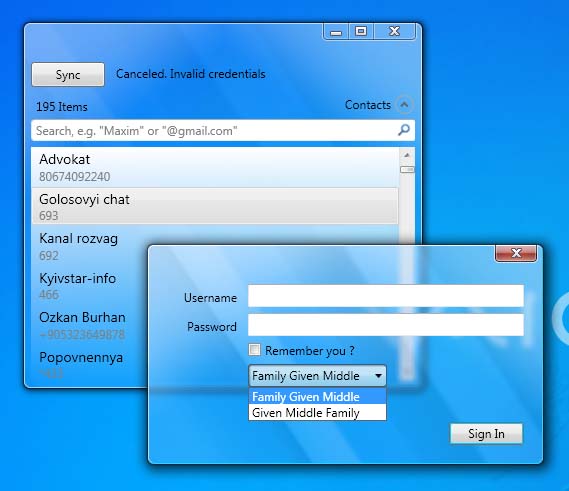 Sync
Canceled. Invalid credentials
195 Items
Contacts
Search, e.g. "Maxim" or "@gmail.com"
Advokat
80674092240
Golosovyi chat
693
Kanal rozvag
692
Kyivstar-info
466
Ozkan Burhan
+905323649878
Popovnennya
Username
Password
Remember you ?
Family Given Middle
Family Given Middle
Given Middle Family
Sign In